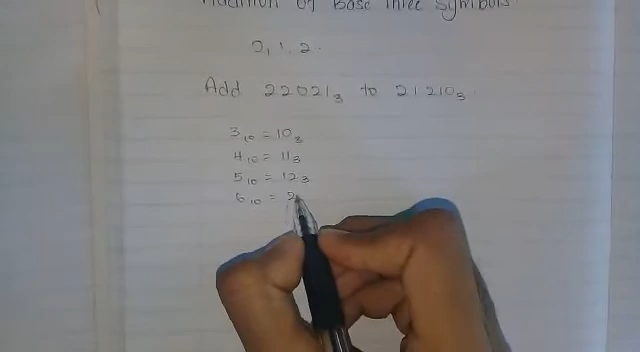 Addition of Base Three Symbols
0, 1, 2.
Add 22021₃ to 21210₃.
3₁₀ = 10₃
4₁₀ = 11₃
5₁₀ = 12₃
6₁₀ = 2